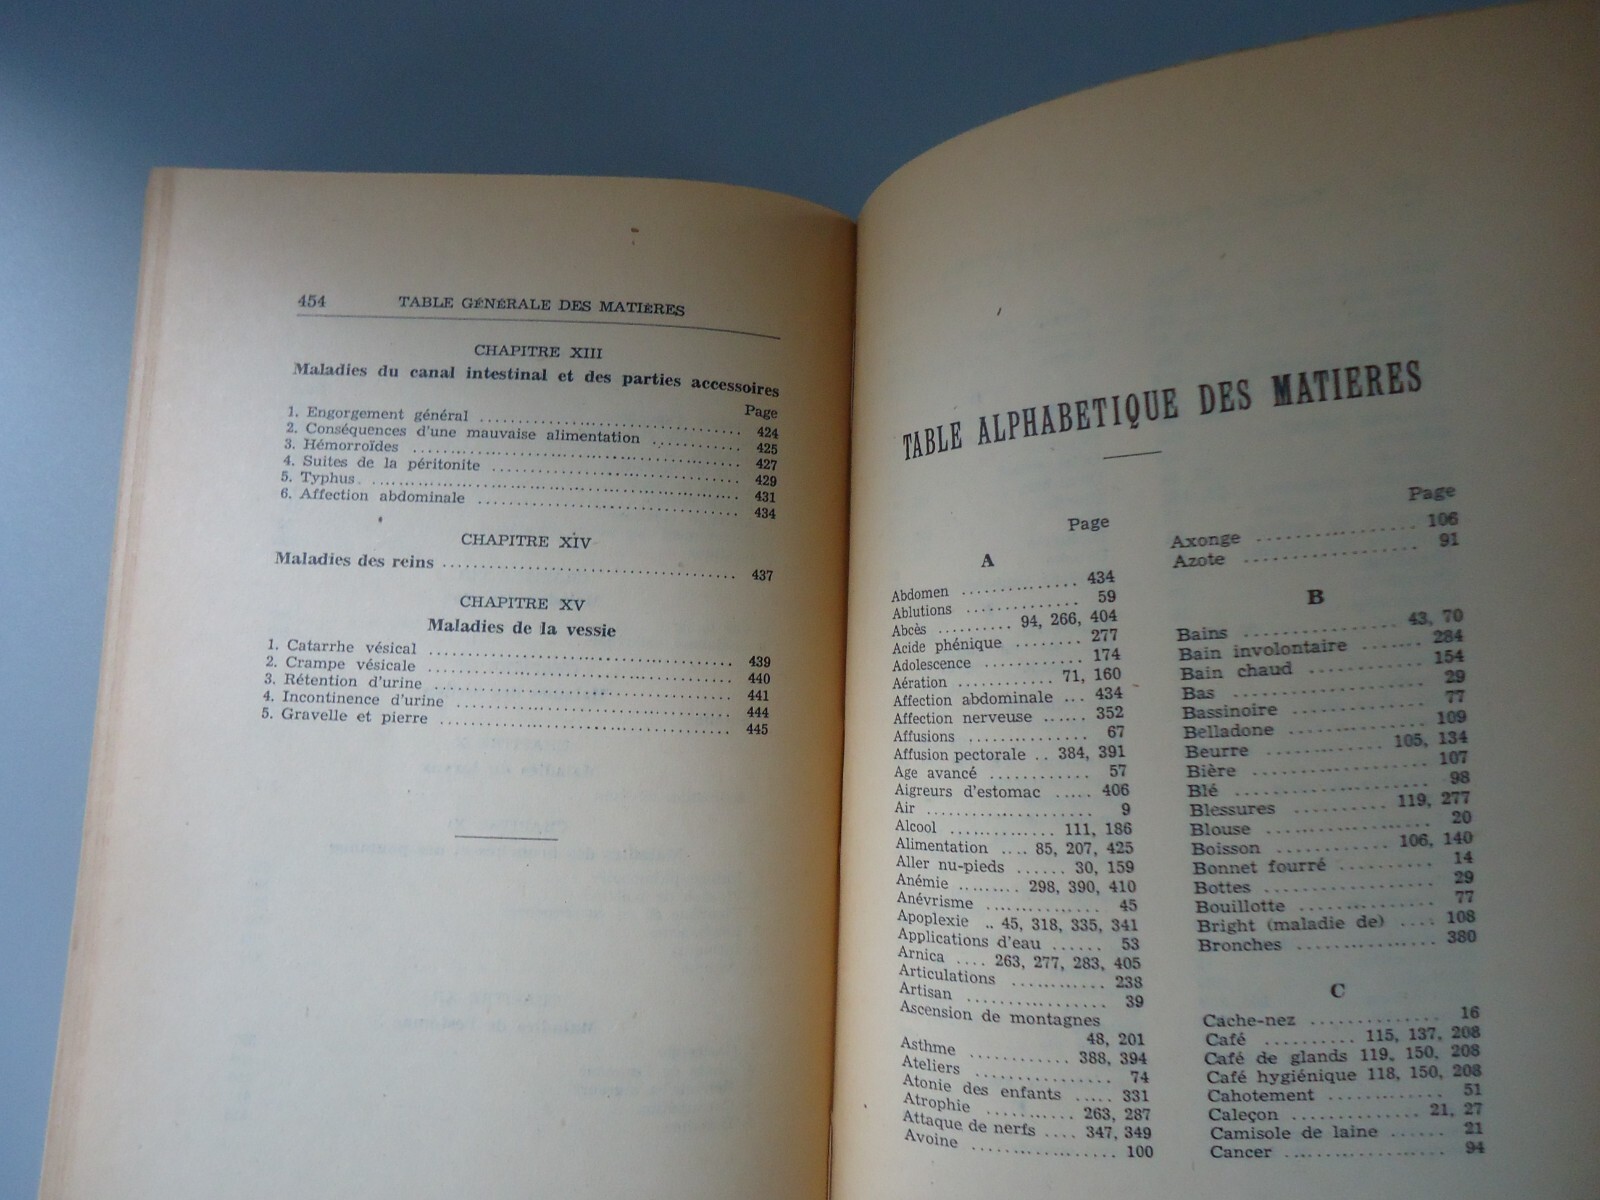 454 TABLE GÉNÉRALE DES MATIÈRES
CHAPITRE XIII
Maladies du canal intestinal et des parties accessoires
Page
1. Engorgement général 424
2. Conséquences d'une mauvaise alimentation 425
3. Hémorroïdes 427
4. Suites de la péritonite 429
5. Typhus 431
6. Affection abdominale 434
CHAPITRE XIV
Maladies des reins 437
CHAPITRE XV
Maladies de la vessie
1. Catarrhe vésical 439
2. Crampe vésicale 440
3. Rétention d'urine 441
4. Incontinence d'urine 444
5. Gravelle et pierre 445
TABLE ALPHABETIQUE DES MATIERES
Page
A
Abdomen 434
Ablutions 59
Abcès 94, 266, 404
Acide phénique 277
Adolescence 174
Aération 71, 160
Affection abdominale 434
Affection nerveuse 352
Affusions 67
Affusion pectorale 384, 391
Age avancé 57
Aigreurs d'estomac 406
Air 9
Alcool 111, 186
Alimentation 85, 207, 425
Aller nu-pieds 30, 159
Anémie 298, 390, 410
Anévrisme 45
Apoplexie 45, 318, 335, 341
Applications d'eau 53
Arnica 263, 277, 283, 405
Articulations 238
Artisan 39
Ascension de montagnes
48, 201
Asthme 388, 394
Ateliers 74
Atonie des enfants 331
Atrophie 263, 287
Attaque de nerfs 347, 349
Avoine 100
Page
Axonge 106
Azote 91
B
Bains 43, 70
Bain involontaire 284
Bain chaud 154
Bas 29
Bassinoire 77
Belladone 109
Beurre 105, 134
Bière 107
Blé 98
Blessures 119, 277
Blouse 20
Boisson 106, 140
Bonnet fourré 14
Bottes 29
Bouillotte 77
Bright (maladie de) 108
Bronches 380
C
Cache-nez 16
Café 115, 137, 208
Café de glands 119, 150, 208
Café hygiénique 118, 150, 208
Cahotement 51
Caleçon 21, 27
Camisole de laine 21
Cancer 94